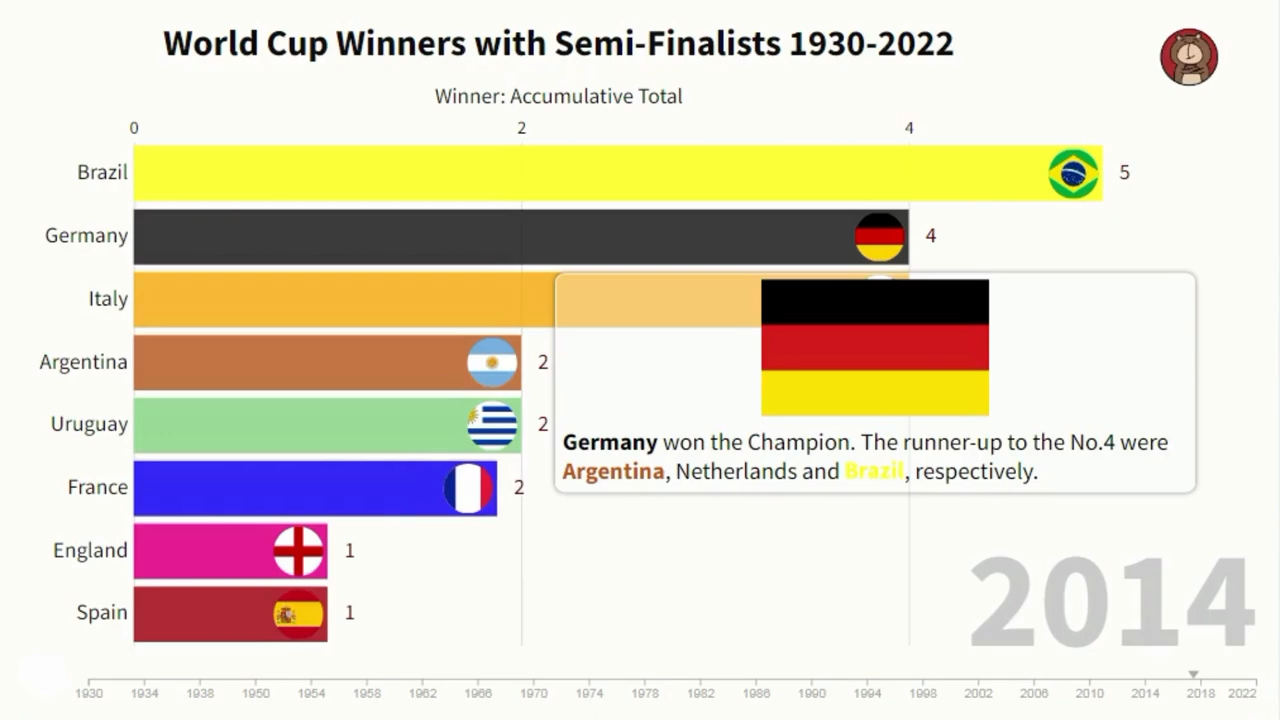 World Cup Winners with Semi-Finalists 1930-2022
Winner: Accumulative Total
0 2 4
Brazil 5
Germany 4
Italy
Argentina 2
Uruguay 2
France 2
England 1
Spain 1
Germany won the Champion. The runner-up to the No.4 were
Argentina, Netherlands and Brazil, respectively.
2014
1930 1934 1938 1950 1954 1958 1962 1966 1970 1974 1978 1982 1986 1990 1994 1998 2002 2006 2010 2014 2018 2022